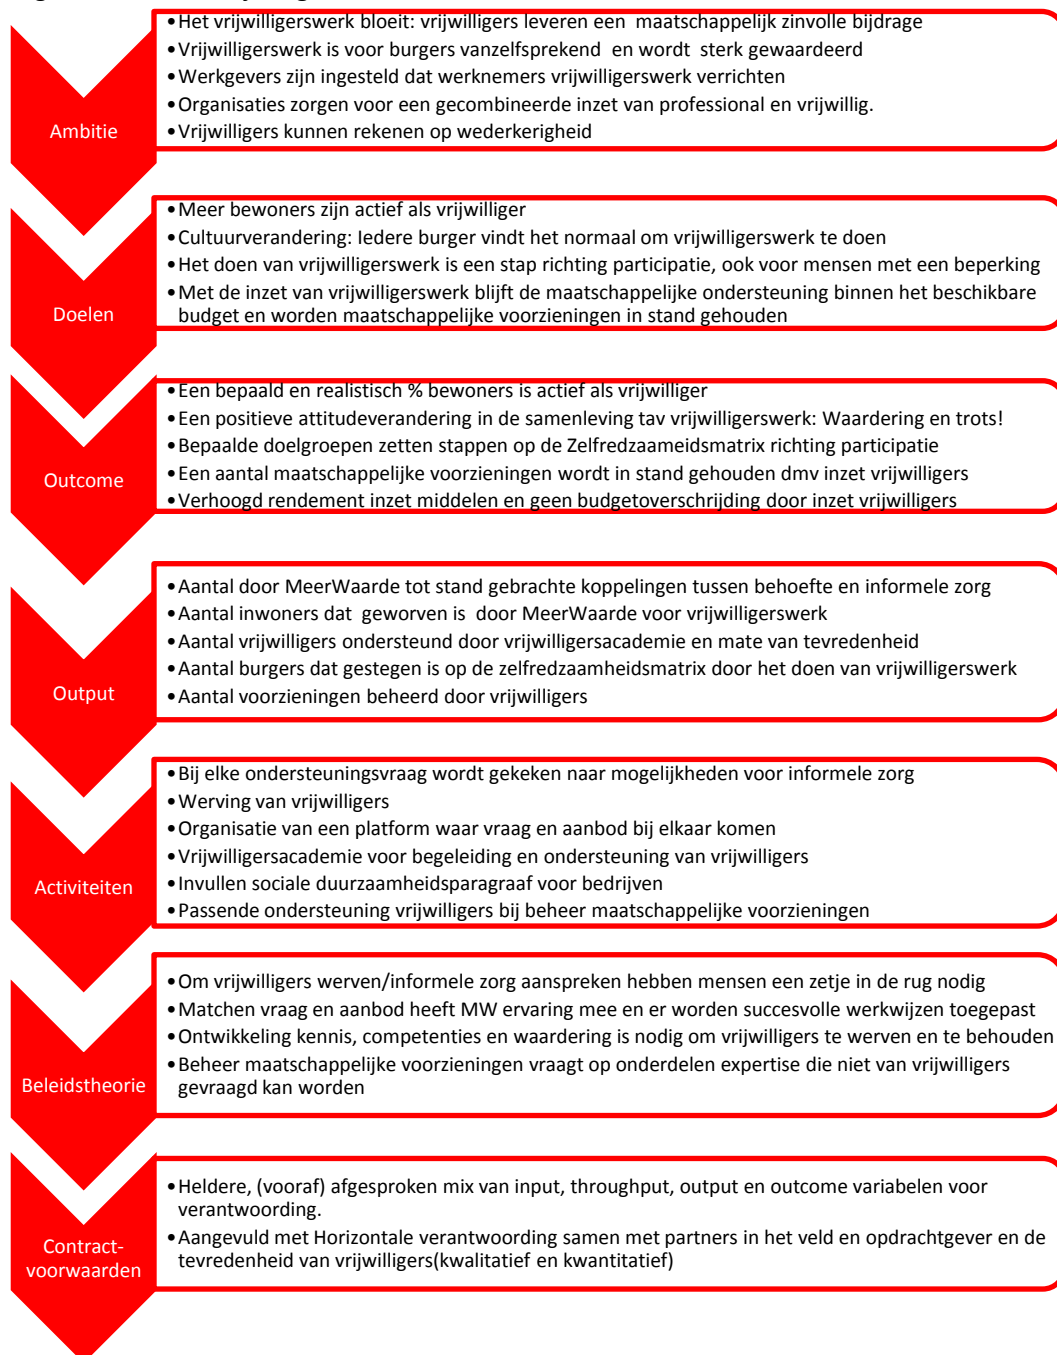 Ambitie
•Het vrijwilligerswerk bloeit: vrijwilligers leveren een maatschappelijk zinvolle bijdrage
•Vrijwilligerswerk is voor burgers vanzelfsprekend en wordt sterk gewaardeerd
•Werkgevers zijn ingesteld dat werknemers vrijwilligerswerk verrichten
•Organisaties zorgen voor een gecombineerde inzet van professional en vrijwillig.
•Vrijwilligers kunnen rekenen op wederkerigheid
Doelen
•Meer bewoners zijn actief als vrijwilliger
•Cultuurverandering: Iedere burger vindt het normaal om vrijwilligerswerk te doen
•Het doen van vrijwilligerswerk is een stap richting participatie, ook voor mensen met een beperking
•Met de inzet van vrijwilligerswerk blijft de maatschappelijke ondersteuning binnen het beschikbare
budget en worden maatschappelijke voorzieningen in stand gehouden
Outcome
•Een bepaald en realistisch % bewoners is actief als vrijwilliger
•Een positieve attitudeverandering in de samenleving tav vrijwilligerswerk: Waardering en trots!
•Bepaalde doelgroepen zetten stappen op de Zelfredzaameidsmatrix richting participatie
•Een aantal maatschappelijke voorzieningen wordt in stand gehouden dmv inzet vrijwilligers
•Verhoogd rendement inzet middelen en geen budgetoverschrijding door inzet vrijwilligers
Output
•Aantal door MeerWaarde tot stand gebrachte koppelingen tussen behoefte en informele zorg
•Aantal inwoners dat geworven is door MeerWaarde voor vrijwilligerswerk
•Aantal vrijwilligers ondersteund door vrijwilligersacademie en mate van tevredenheid
•Aantal burgers dat gestegen is op de zelfredzaamheidsmatrix door het doen van vrijwilligerswerk
•Aantal voorzieningen beheerd door vrijwilligers
Activiteiten
•Bij elke ondersteuningsvraag wordt gekeken naar mogelijkheden voor informele zorg
•Werving van vrijwilligers
•Organisatie van een platform waar vraag en aanbod bij elkaar komen
•Vrijwilligersacademie voor begeleiding en ondersteuning van vrijwilligers
•Invullen sociale duurzaamheidsparagraaf voor bedrijven
•Passende ondersteuning vrijwilligers bij beheer maatschappelijke voorzieningen
Beleidstheorie
•Om vrijwilligers werven/informele zorg aanspreken hebben mensen een zetje in de rug nodig
•Matchen vraag en aanbod heeft MW ervaring mee en er worden succesvolle werkwijzen toegepast
•Ontwikkeling kennis, competenties en waardering is nodig om vrijwilligers te werven en te behouden
•Beheer maatschappelijke voorzieningen vraagt op onderdelen expertise die niet van vrijwilligers
gevraagd kan worden
Contract-
voorwaarden
•Heldere, (vooraf) afgesproken mix van input, throughput, output en outcome variabelen voor
verantwoording.
•Aangevuld met Horizontale verantwoording samen met partners in het veld en opdrachtgever en de
tevredenheid van vrijwilligers(kwalitatief en kwantitatief)